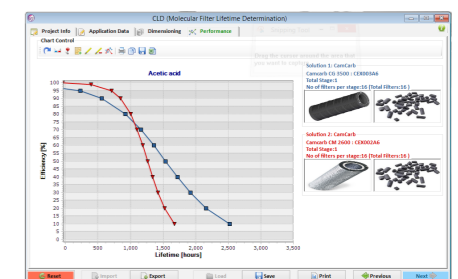 CLD (Molecular Filter Lifetime Determination)
Project Info
Application Data
Dimensioning
Performance
Chart Control
Acetic acid
Efficiency [%]
100
95
90
85
80
75
70
65
60
55
50
45
40
35
30
25
20
15
10
5
0
0 500 1,000 1,500 2,000 2,500 3,000 3,500
Lifetime [hours]
Solution 1: CamCarb
Camcarb CG 3500 : CEX003A6
Total Stage:1
No of filters per stage:16 [Total Filters:16 ]
Solution 2: CamCarb
Camcarb CM 2600 : CEX002A6
Total Stage:1
No of filters per stage:16 [Total Filters:16 ]
Reset
Import
Export
Load
Save
Print
Previous
Next